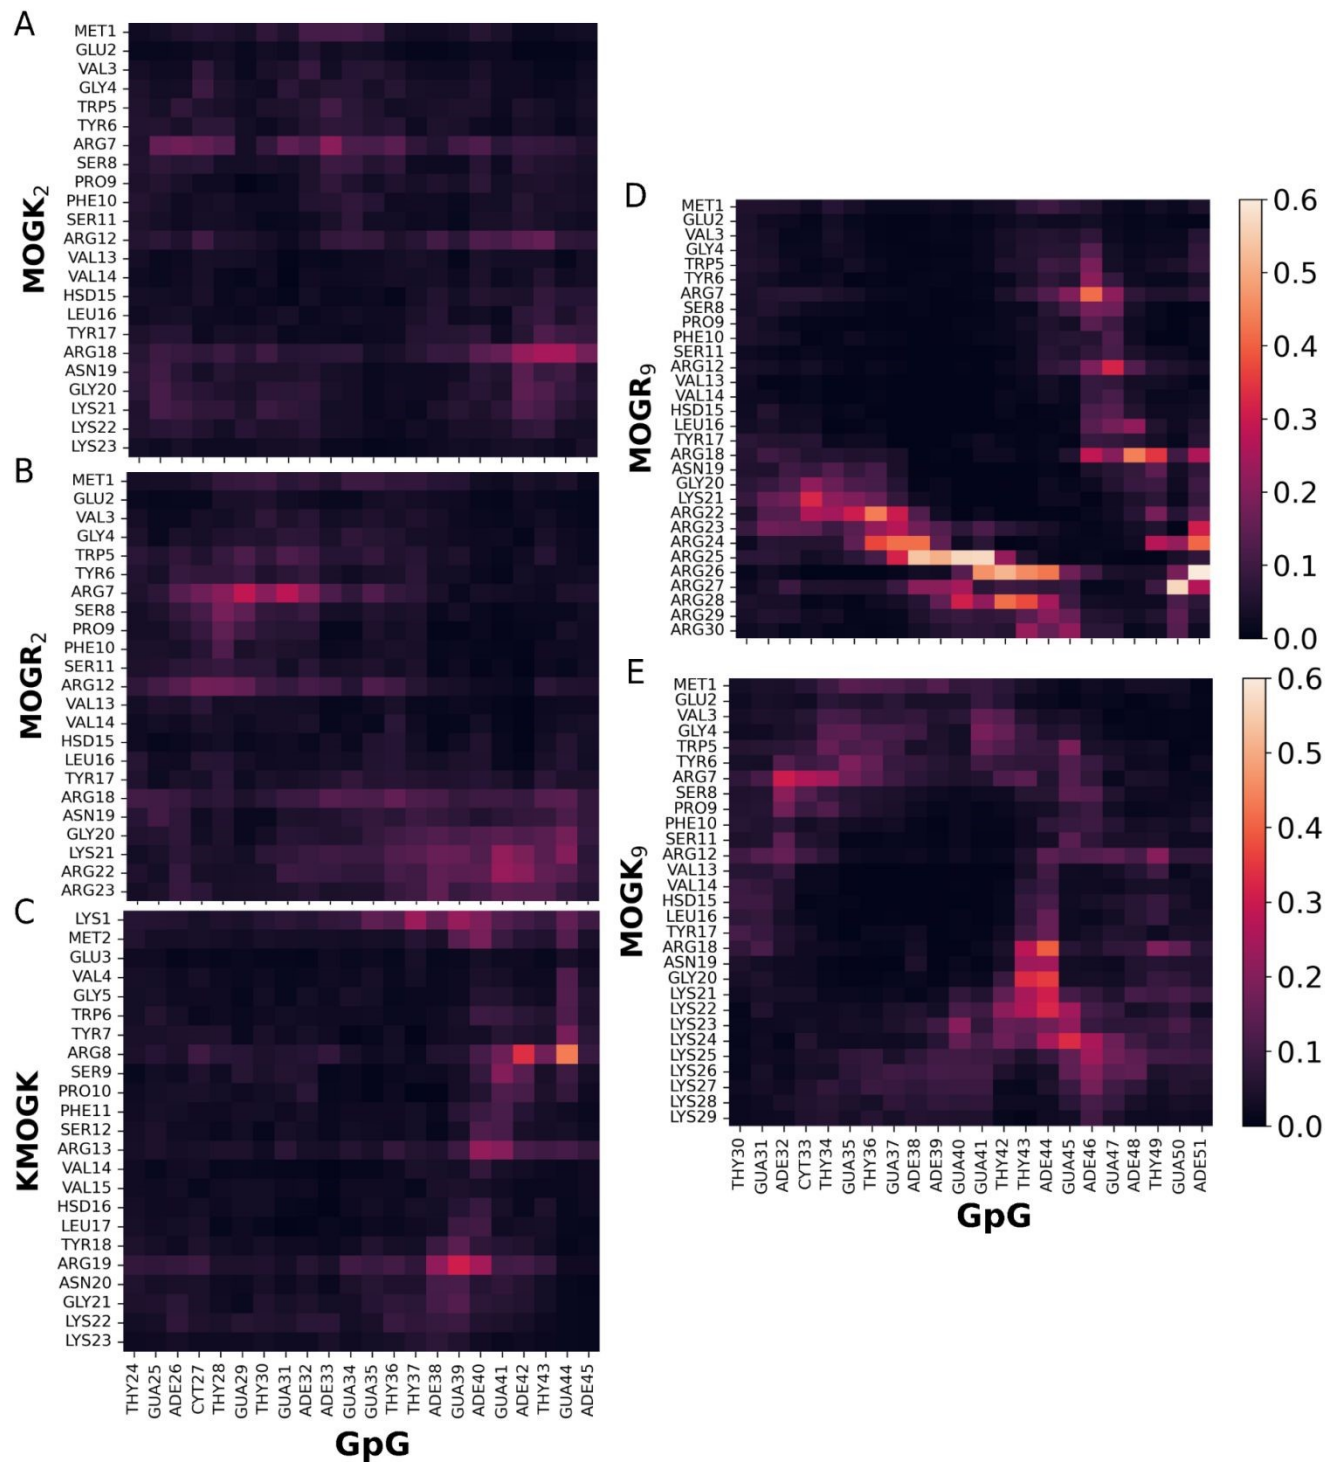 A
MOGK2
MET1
GLU2
VAL3
GLY4
TRP5
TYR6
ARG7
SER8
PRO9
PHE10
SER11
ARG12
VAL13
VAL14
HSD15
LEU16
TYR17
ARG18
ASN19
GLY20
LYS21
LYS22
LYS23
B
MOGR2
MET1
GLU2
VAL3
GLY4
TRP5
TYR6
ARG7
SER8
PRO9
PHE10
SER11
ARG12
VAL13
VAL14
HSD15
LEU16
TYR17
ARG18
ASN19
GLY20
LYS21
ARG22
ARG23
C
KMOGK
LYS1
MET2
GLU3
VAL4
GLY5
TRP6
TYR7
ARG8
SER9
PRO10
PHE11
SER12
ARG13
VAL14
VAL15
HSD16
LEU17
TYR18
ARG19
ASN20
GLY21
LYS22
LYS23
THY24 GUA25 ADE26 CYT27 THY28 GUA29 THY30 GUA31 ADE32 ADE33 GUA34 GUA35 THY36 THY37 ADE38 GUA39 ADE40 GUA41 ADE42 THY43 GUA44 ADE45
GpG
D
MOGR9
MET1
GLU2
VAL3
GLY4
TRP5
TYR6
ARG7
SER8
PRO9
PHE10
SER11
ARG12
VAL13
VAL14
HSD15
LEU16
TYR17
ARG18
ASN19
GLY20
LYS21
ARG22
ARG23
ARG24
ARG25
ARG26
ARG27
ARG28
ARG29
ARG30
0.6
0.5
0.4
0.3
0.2
0.1
0.0
E
MOGK9
MET1
GLU2
VAL3
GLY4
TRP5
TYR6
ARG7
SER8
PRO9
PHE10
SER11
ARG12
VAL13
VAL14
HSD15
LEU16
TYR17
ARG18
ASN19
GLY20
LYS21
LYS22
LYS23
LYS24
LYS25
LYS26
LYS27
LYS28
LYS29
0.6
0.5
0.4
0.3
0.2
0.1
0.0
THY30 GUA31 ADE32 CYT33 THY34 GUA35 THY36 GUA37 ADE38 ADE39 GUA40 GUA41 THY42 THY43 ADE44 GUA45 ADE46 GUA47 ADE48 THY49 GUA50 ADE51
GpG